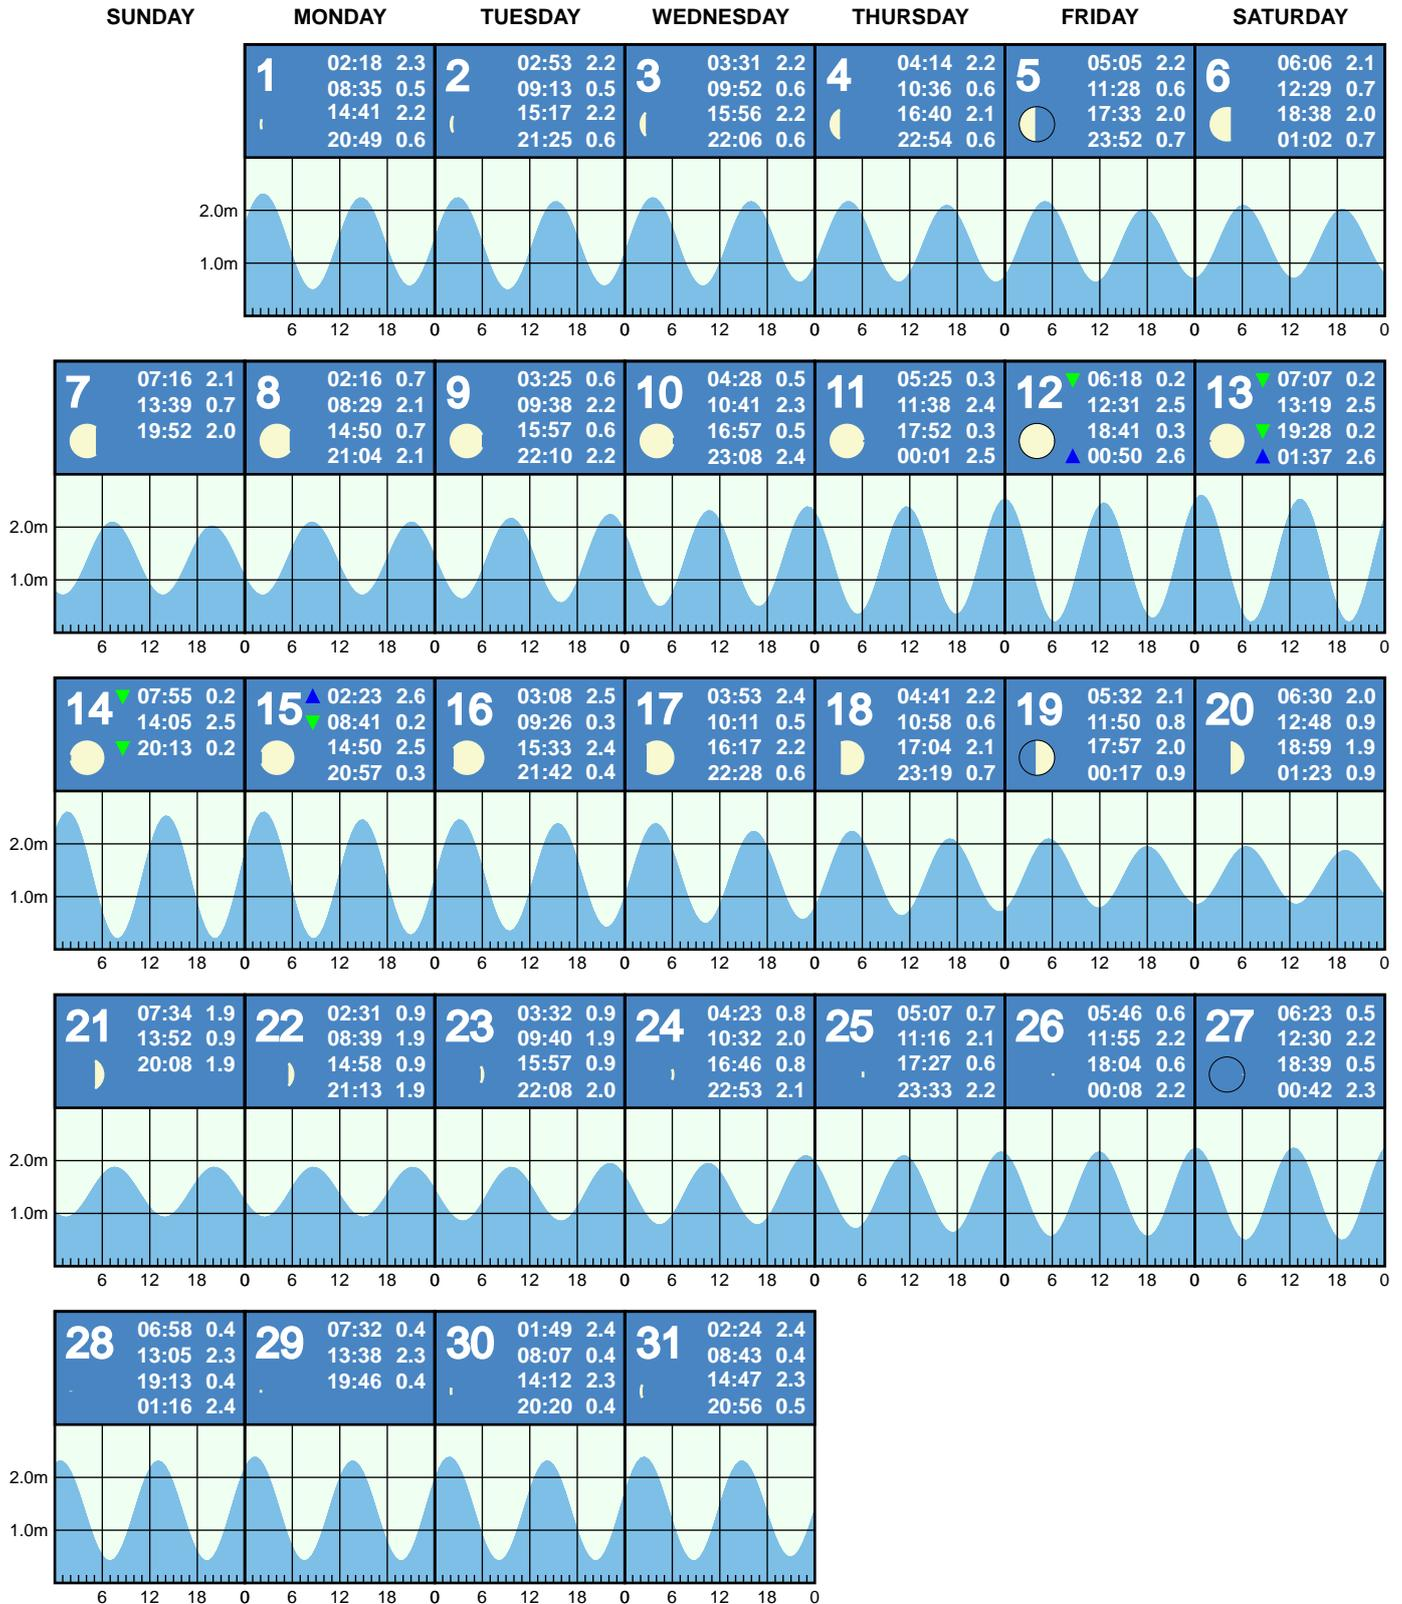 SUNDAY MONDAY TUESDAY WEDNESDAY THURSDAY FRIDAY SATURDAY
1 02:18 2.3
08:35 0.5
14:41 2.2
20:49 0.6
2 02:53 2.2
09:13 0.5
15:17 2.2
21:25 0.6
3 03:31 2.2
09:52 0.6
15:56 2.2
22:06 0.6
4 04:14 2.2
10:36 0.6
16:40 2.1
22:54 0.6
5 05:05 2.2
11:28 0.6
17:33 2.0
23:52 0.7
6 06:06 2.1
12:29 0.7
18:38 2.0
01:02 0.7
2.0m
1.0m
6 12 18 0 6 12 18 0 6 12 18 0 6 12 18 0 6 12 18 0 6 12 18 0
7 07:16 2.1
13:39 0.7
19:52 2.0
8 02:16 0.7
08:29 2.1
14:50 0.7
21:04 2.1
9 03:25 0.6
09:38 2.2
15:57 0.6
22:10 2.2
10 04:28 0.5
10:41 2.3
16:57 0.5
23:08 2.4
11 05:25 0.3
11:38 2.4
17:52 0.3
00:01 2.5
12 06:18 0.2
12:31 2.5
18:41 0.3
00:50 2.6
13 07:07 0.2
13:19 2.5
19:28 0.2
01:37 2.6
2.0m
1.0m
6 12 18 0 6 12 18 0 6 12 18 0 6 12 18 0 6 12 18 0 6 12 18 0 6 12 18 0
14 07:55 0.2
14:05 2.5
20:13 0.2
15 02:23 2.6
08:41 0.2
14:50 2.5
20:57 0.3
16 03:08 2.5
09:26 0.3
15:33 2.4
21:42 0.4
17 03:53 2.4
10:11 0.5
16:17 2.2
22:28 0.6
18 04:41 2.2
10:58 0.6
17:04 2.1
23:19 0.7
19 05:32 2.1
11:50 0.8
17:57 2.0
00:17 0.9
20 06:30 2.0
12:48 0.9
18:59 1.9
01:23 0.9
2.0m
1.0m
6 12 18 0 6 12 18 0 6 12 18 0 6 12 18 0 6 12 18 0 6 12 18 0 6 12 18 0
21 07:34 1.9
13:52 0.9
20:08 1.9
22 02:31 0.9
08:39 1.9
14:58 0.9
21:13 1.9
23 03:32 0.9
09:40 1.9
15:57 0.9
22:08 2.0
24 04:23 0.8
10:32 2.0
16:46 0.8
22:53 2.1
25 05:07 0.7
11:16 2.1
17:27 0.6
23:33 2.2
26 05:46 0.6
11:55 2.2
18:04 0.6
00:08 2.2
27 06:23 0.5
12:30 2.2
18:39 0.5
00:42 2.3
2.0m
1.0m
6 12 18 0 6 12 18 0 6 12 18 0 6 12 18 0 6 12 18 0 6 12 18 0 6 12 18 0
28 06:58 0.4
13:05 2.3
19:13 0.4
01:16 2.4
29 07:32 0.4
13:38 2.3
19:46 0.4
30 01:49 2.4
08:07 0.4
14:12 2.3
20:20 0.4
31 02:24 2.4
08:43 0.4
14:47 2.3
20:56 0.5
2.0m
1.0m
6 12 18 0 6 12 18 0 6 12 18 0 6 12 18 0